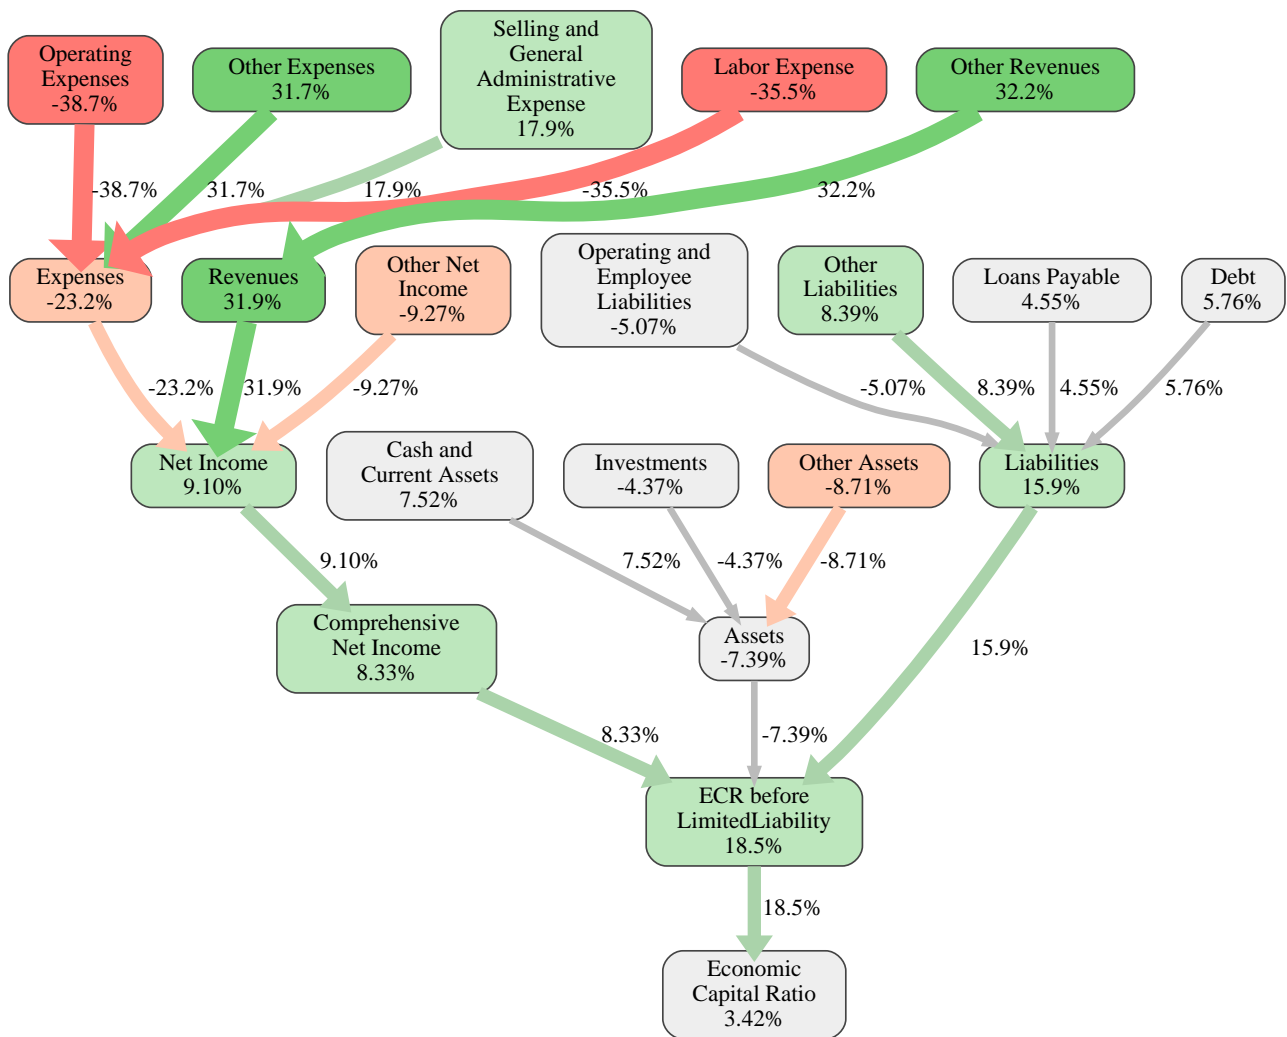 Operating
Expenses
-38.7%
Other Expenses
31.7%
Selling and
General
Administrative
Expense
17.9%
Labor Expense
-35.5%
Other Revenues
32.2%
-38.7%
31.7%
17.9%
-35.5%
32.2%
Expenses
-23.2%
Revenues
31.9%
Other Net
Income
-9.27%
Operating and
Employee
Liabilities
-5.07%
Other
Liabilities
8.39%
Loans Payable
4.55%
Debt
5.76%
-23.2%
31.9%
-9.27%
-5.07%
8.39%
4.55%
5.76%
Net Income
9.10%
Cash and
Current Assets
7.52%
Investments
-4.37%
Other Assets
-8.71%
Liabilities
15.9%
9.10%
7.52%
-4.37%
-8.71%
15.9%
Comprehensive
Net Income
8.33%
Assets
-7.39%
8.33%
-7.39%
ECR before
LimitedLiability
18.5%
18.5%
Economic
Capital Ratio
3.42%